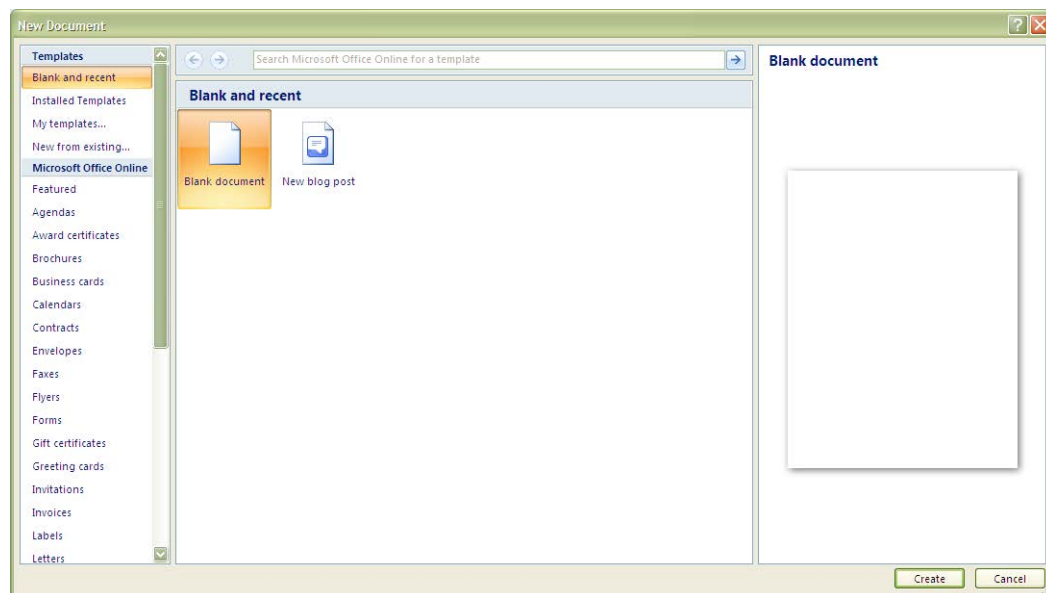 New Document
Templates
Blank and recent
Installed Templates
My templates...
New from existing...
Microsoft Office Online
Featured
Agendas
Award certificates
Brochures
Business cards
Calendars
Contracts
Envelopes
Faxes
Flyers
Forms
Gift certificates
Greeting cards
Invitations
Invoices
Labels
Letters
Search Microsoft Office Online for a template
Blank and recent
Blank document
New blog post
Blank document
Create
Cancel